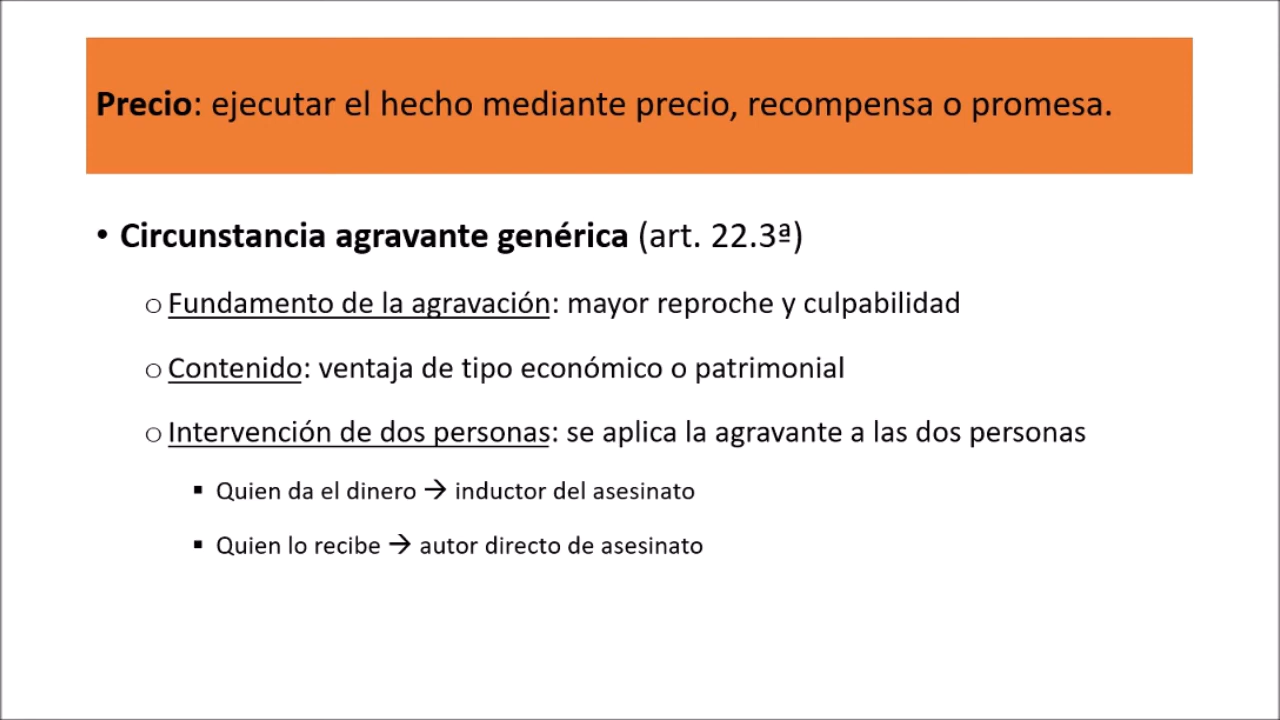 Precio: ejecutar el hecho mediante precio, recompensa o promesa.
• Circunstancia agravante genérica (art. 22.3ª)
o Fundamento de la agravación: mayor reproche y culpabilidad
o Contenido: ventaja de tipo económico o patrimonial
o Intervención de dos personas: se aplica la agravante a las dos personas
▪ Quien da el dinero → inductor del asesinato
▪ Quien lo recibe → autor directo de asesinato